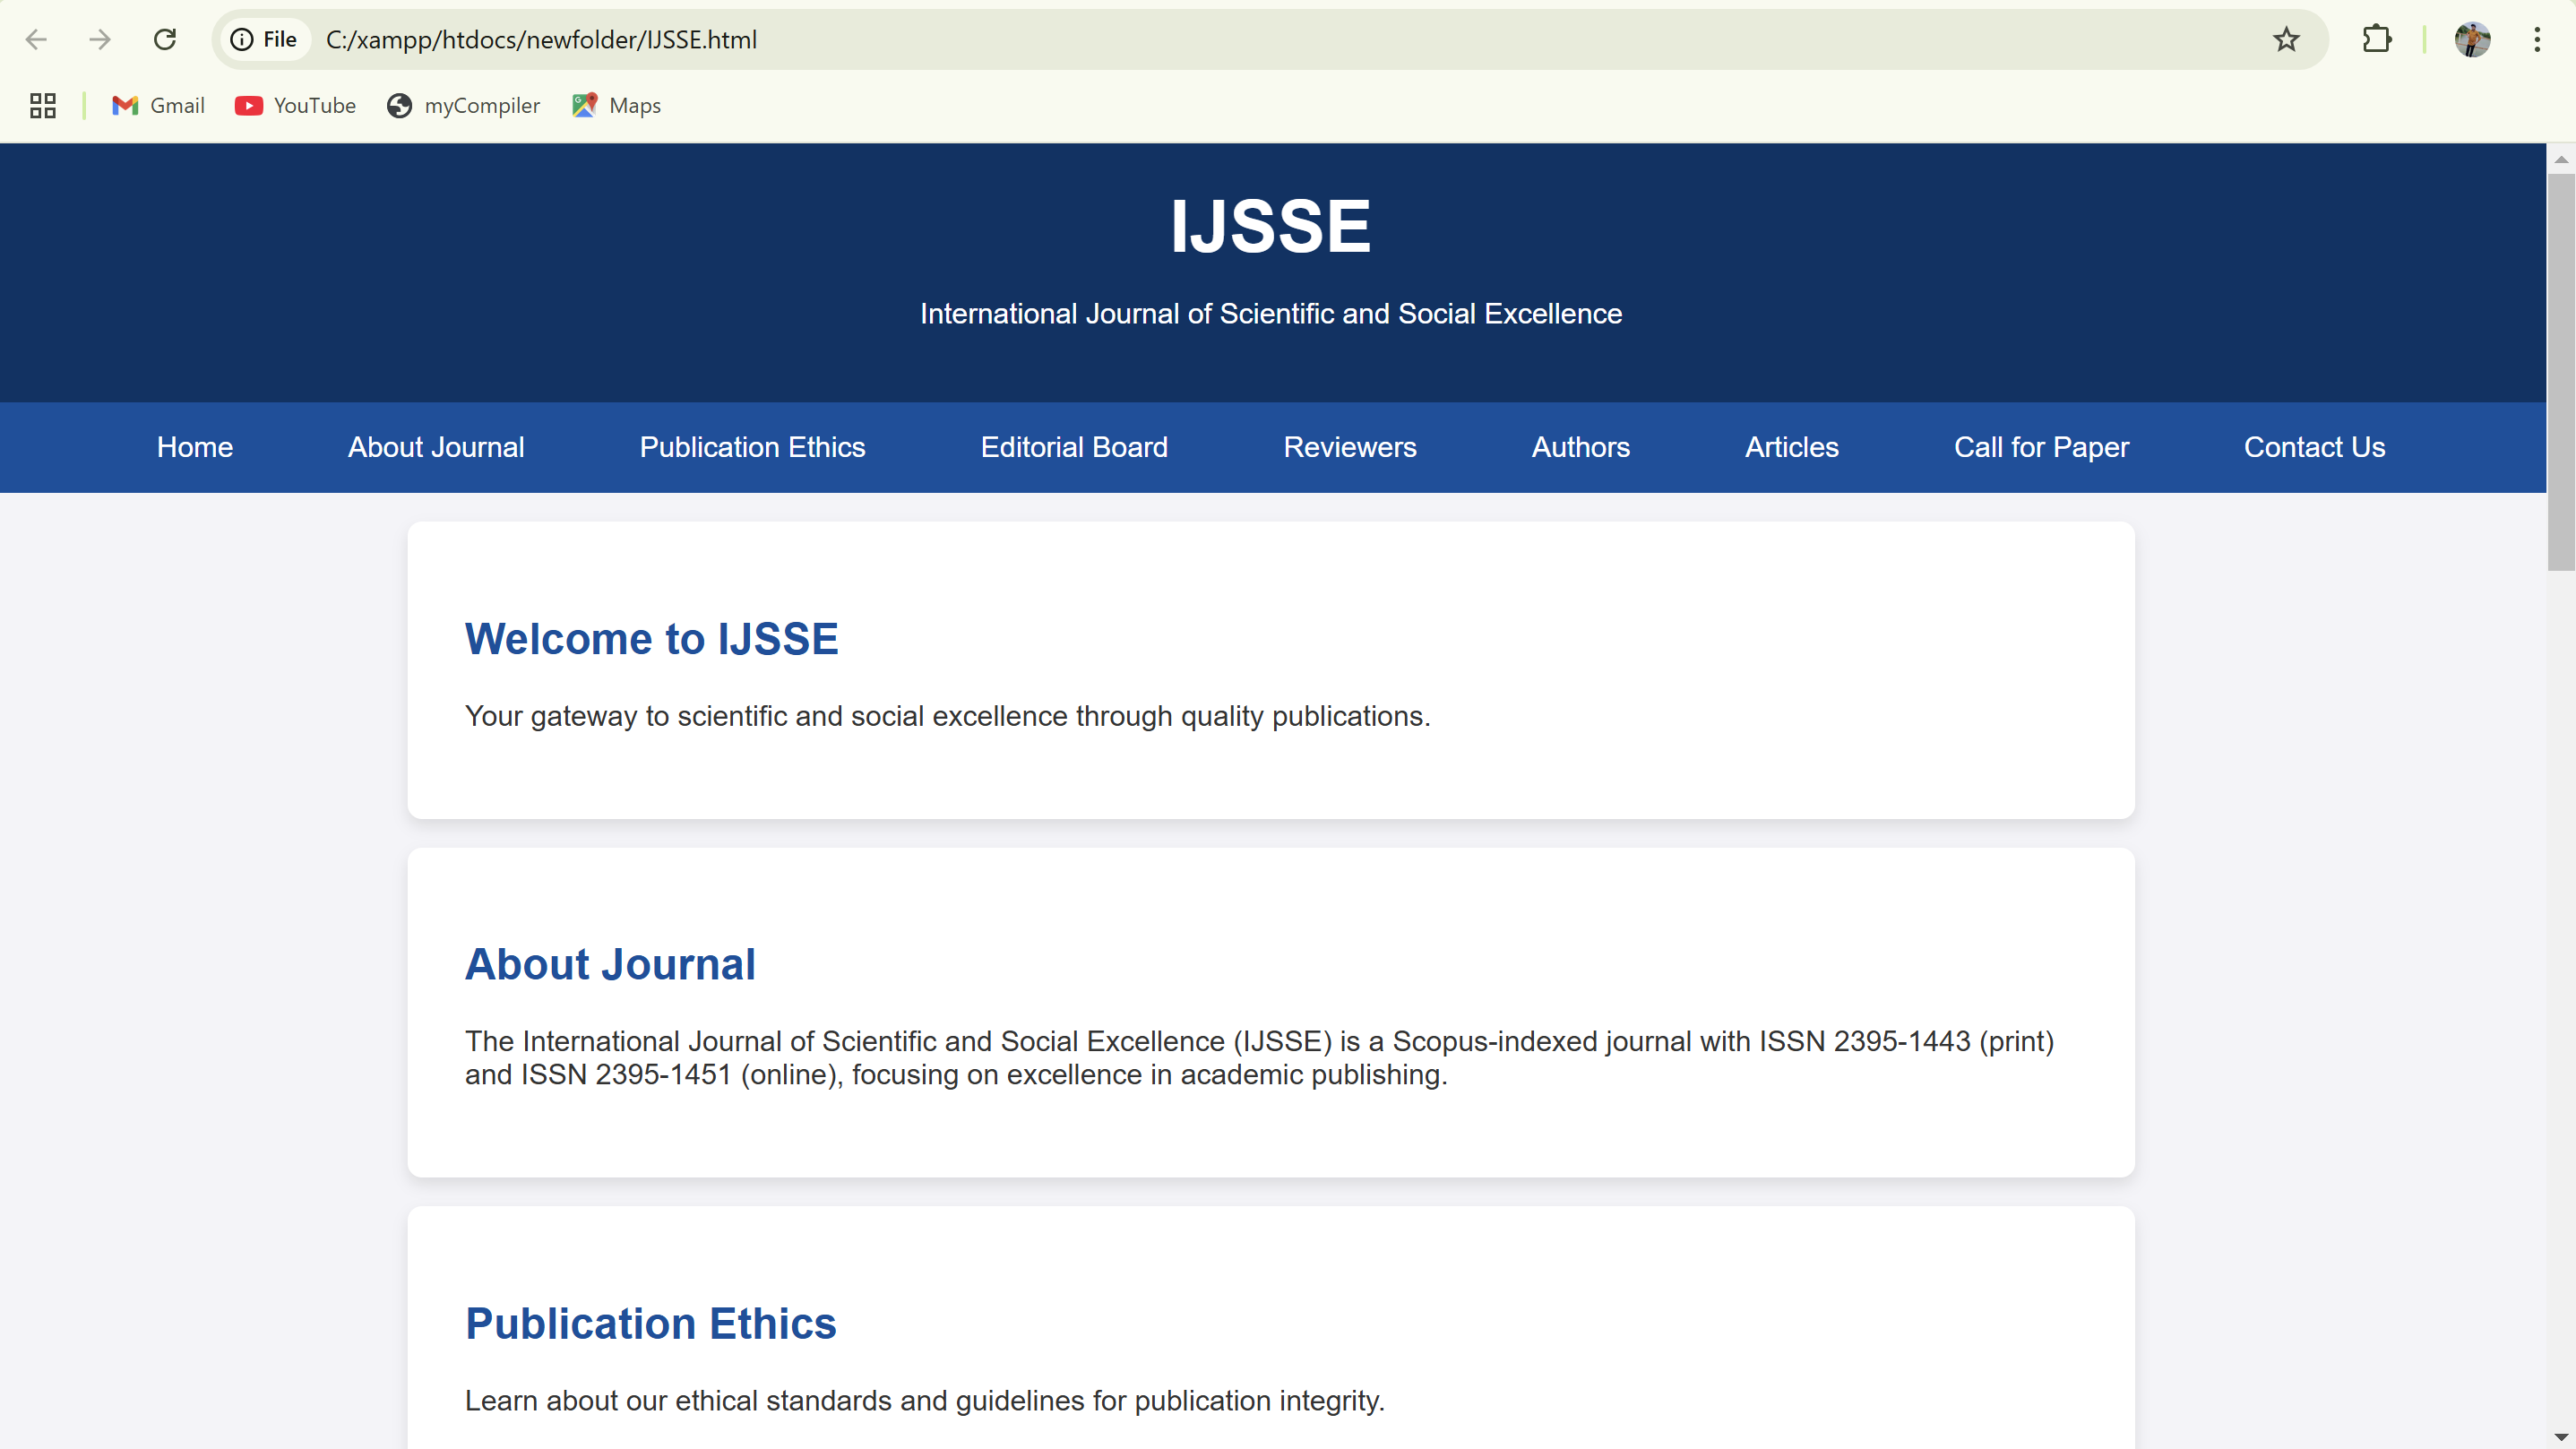 File C:/xampp/htdocs/newfolder/IJSSE.html
Gmail YouTube myCompiler Maps
IJSSE
International Journal of Scientific and Social Excellence
Home About Journal Publication Ethics Editorial Board Reviewers Authors Articles Call for Paper Contact Us
Welcome to IJSSE
Your gateway to scientific and social excellence through quality publications.
About Journal
The International Journal of Scientific and Social Excellence (IJSSE) is a Scopus-indexed journal with ISSN 2395-1443 (print)
and ISSN 2395-1451 (online), focusing on excellence in academic publishing.
Publication Ethics
Learn about our ethical standards and guidelines for publication integrity.